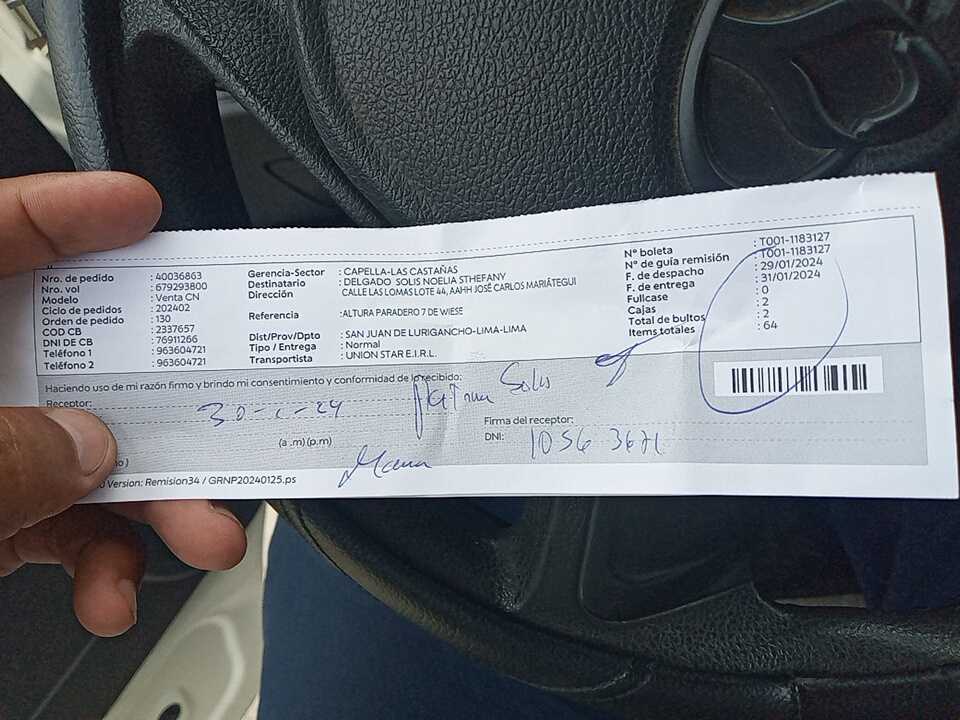 Nro. de pedido : 40036863
Nro. vol : 679293800
Modelo : Venta CN
Ciclo de pedidos : 202402
Orden de pedido : 130
COD CB : 2337657
DNI DE CB : 76911266
Teléfono 1 : 963604721
Teléfono 2 : 963604721
Gerencia-Sector : CAPELLA-LAS CASTAÑAS
Destinatario : DELGADO SOLIS NOELIA STHEFANY
Dirección CALLE LAS LOMAS LOTE 44, AAHH JOSÉ CARLOS MARIÁTEGUI
Referencia :ALTURA PARADERO 7 DE WIESE
Dist/Prov/Dpto : SAN JUAN DE LURIGANCHO-LIMA-LIMA
Tipo / Entrega : Normal
Transportista : UNION STAR E.I.R.L.
N° boleta : T001-1183127
N° de guía remisión : T001-1183127
F. de despacho : 29/01/2024
F. de entrega : 31/01/2024
Fullcase : 0
Cajas : 2
Total de bultos : 2
Items totales : 64
Haciendo uso de mi razón firmo y brindo mi consentimiento y conformidad de lo recibido:
Receptor: Solis
30-1-24
Firma del receptor:
(a .m) (p.m) DNI: 1056 3671
Version: Remision34 / GRNP20240125.ps